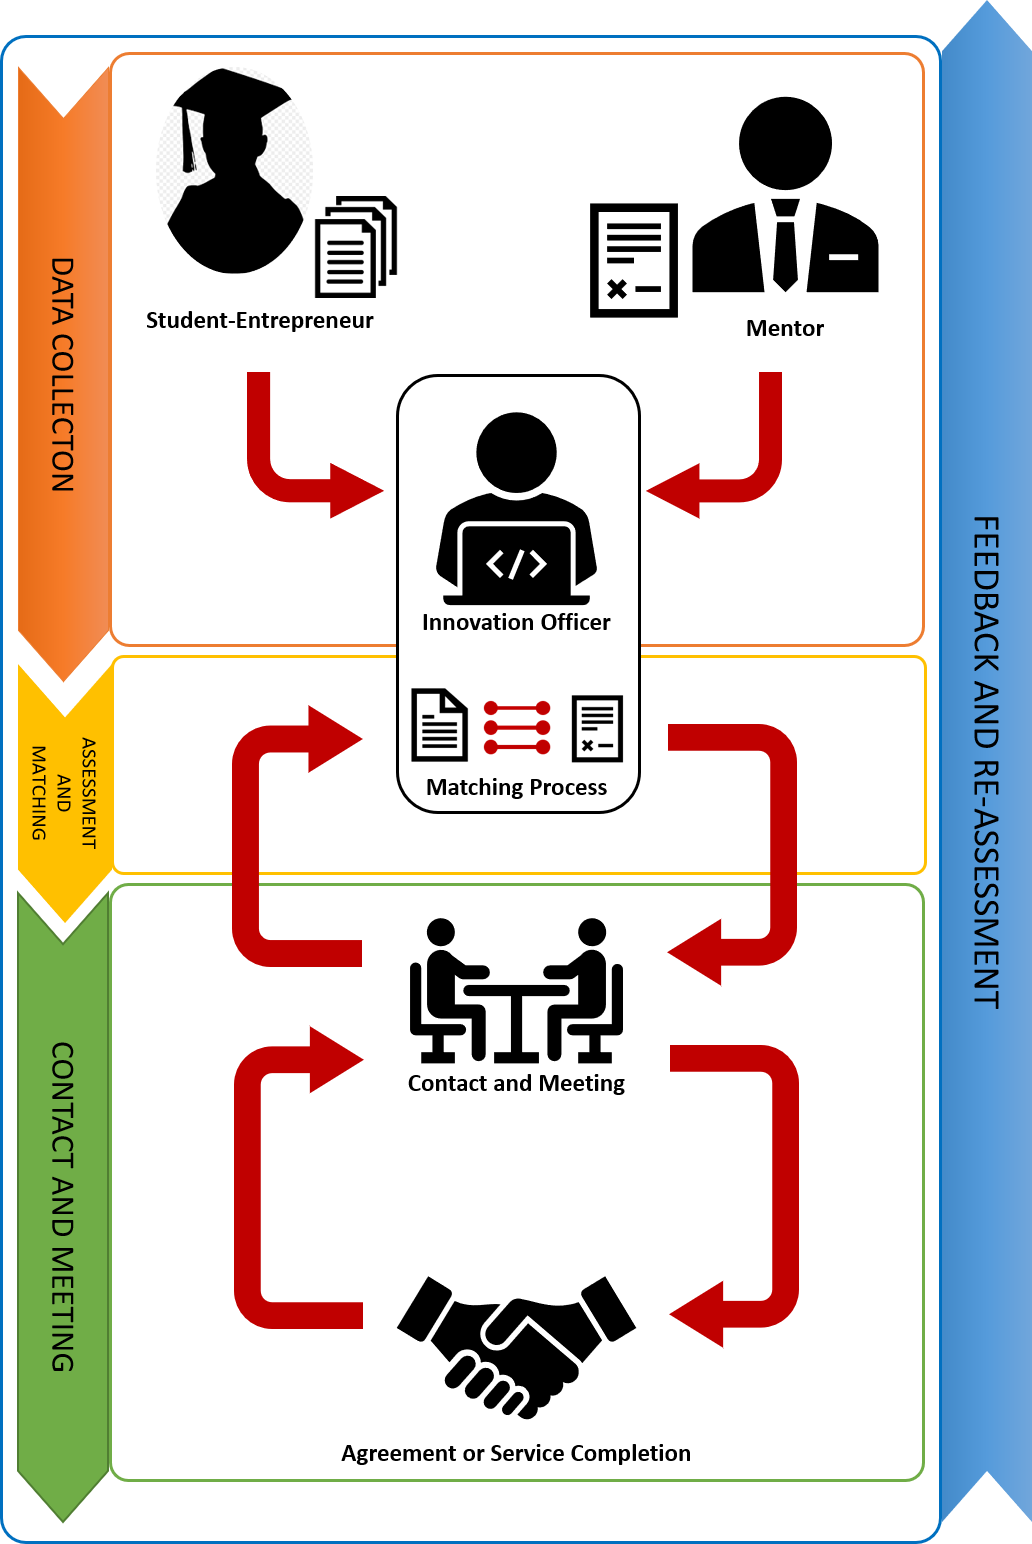 DATA COLLECTON
Student-Entrepreneur
Mentor
Innovation Officer
ASSESSMENT
AND
MATCHING
Matching Process
CONTACT AND MEETING
Contact and Meeting
Agreement or Service Completion
FEEDBACK AND RE-ASSESSMENT